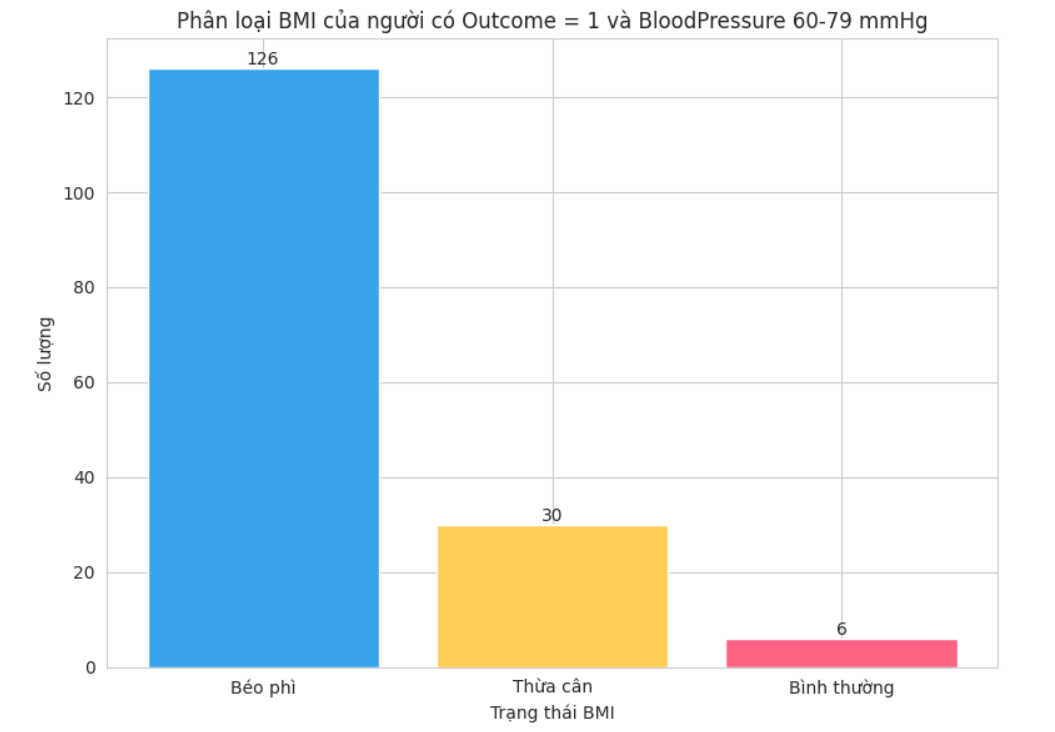 Phân loại BMI của người có Outcome = 1 và BloodPressure 60-79 mmHg
126
120
100
80
60
40
30
20
6
0
Số lượng
Béo phì
Thừa cân
Bình thường
Trạng thái BMI